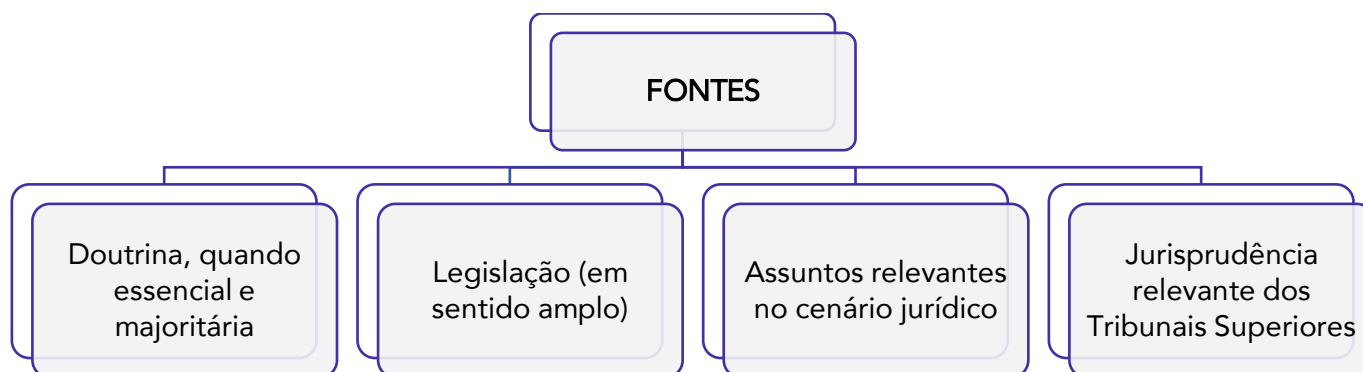 FONTES
Doutrina, quando
essencial e
majoritária
Legislação (em
sentido amplo)
Assuntos relevantes
no cenário jurídico
Jurisprudência
relevante dos
Tribunais Superiores